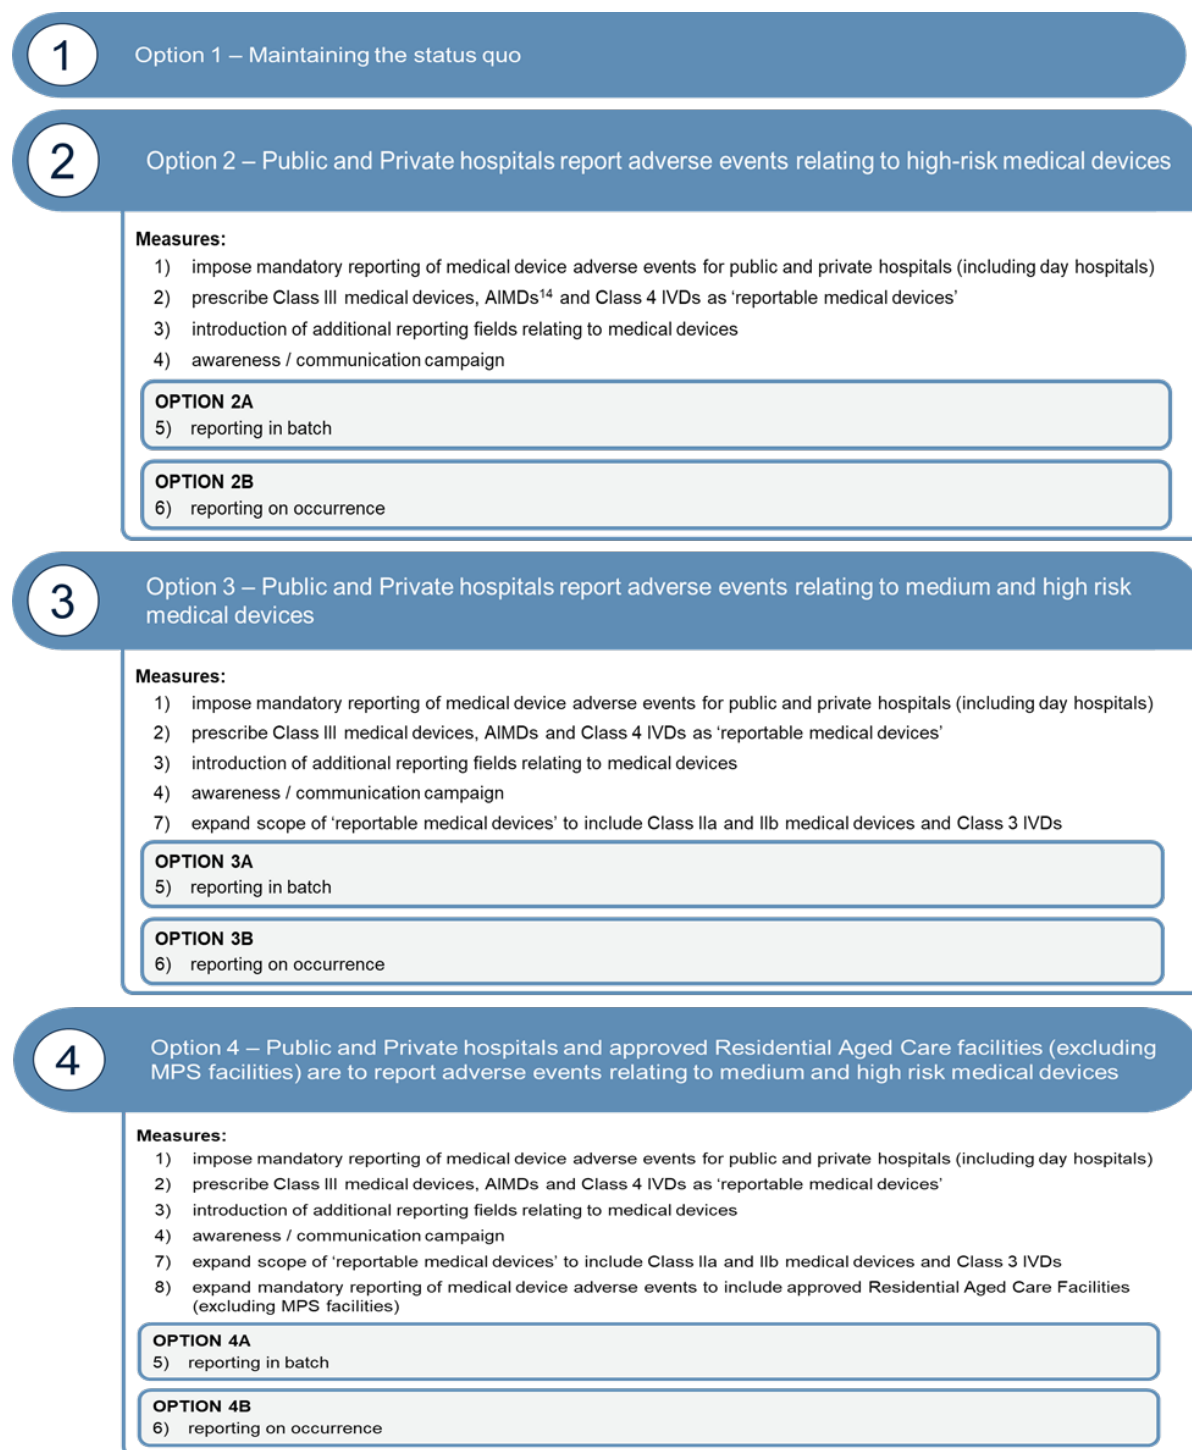 1
Option 1 – Maintaining the status quo
2
Option 2 – Public and Private hospitals report adverse events relating to high-risk medical devices
Measures:
1) impose mandatory reporting of medical device adverse events for public and private hospitals (including day hospitals)
2) prescribe Class III medical devices, AIMDs¹⁴ and Class 4 IVDs as ‘reportable medical devices’
3) introduction of additional reporting fields relating to medical devices
4) awareness / communication campaign
OPTION 2A
5) reporting in batch
OPTION 2B
6) reporting on occurrence
3
Option 3 – Public and Private hospitals report adverse events relating to medium and high risk
medical devices
Measures:
1) impose mandatory reporting of medical device adverse events for public and private hospitals (including day hospitals)
2) prescribe Class III medical devices, AIMDs and Class 4 IVDs as ‘reportable medical devices’
3) introduction of additional reporting fields relating to medical devices
4) awareness / communication campaign
7) expand scope of ‘reportable medical devices’ to include Class IIa and IIb medical devices and Class 3 IVDs
OPTION 3A
5) reporting in batch
OPTION 3B
6) reporting on occurrence
4
Option 4 – Public and Private hospitals and approved Residential Aged Care facilities (excluding
MPS facilities) are to report adverse events relating to medium and high risk medical devices
Measures:
1) impose mandatory reporting of medical device adverse events for public and private hospitals (including day hospitals)
2) prescribe Class III medical devices, AIMDs and Class 4 IVDs as ‘reportable medical devices’
3) introduction of additional reporting fields relating to medical devices
4) awareness / communication campaign
7) expand scope of ‘reportable medical devices’ to include Class IIa and IIb medical devices and Class 3 IVDs
8) expand mandatory reporting of medical device adverse events to include approved Residential Aged Care Facilities
(excluding MPS facilities)
OPTION 4A
5) reporting in batch
OPTION 4B
6) reporting on occurrence